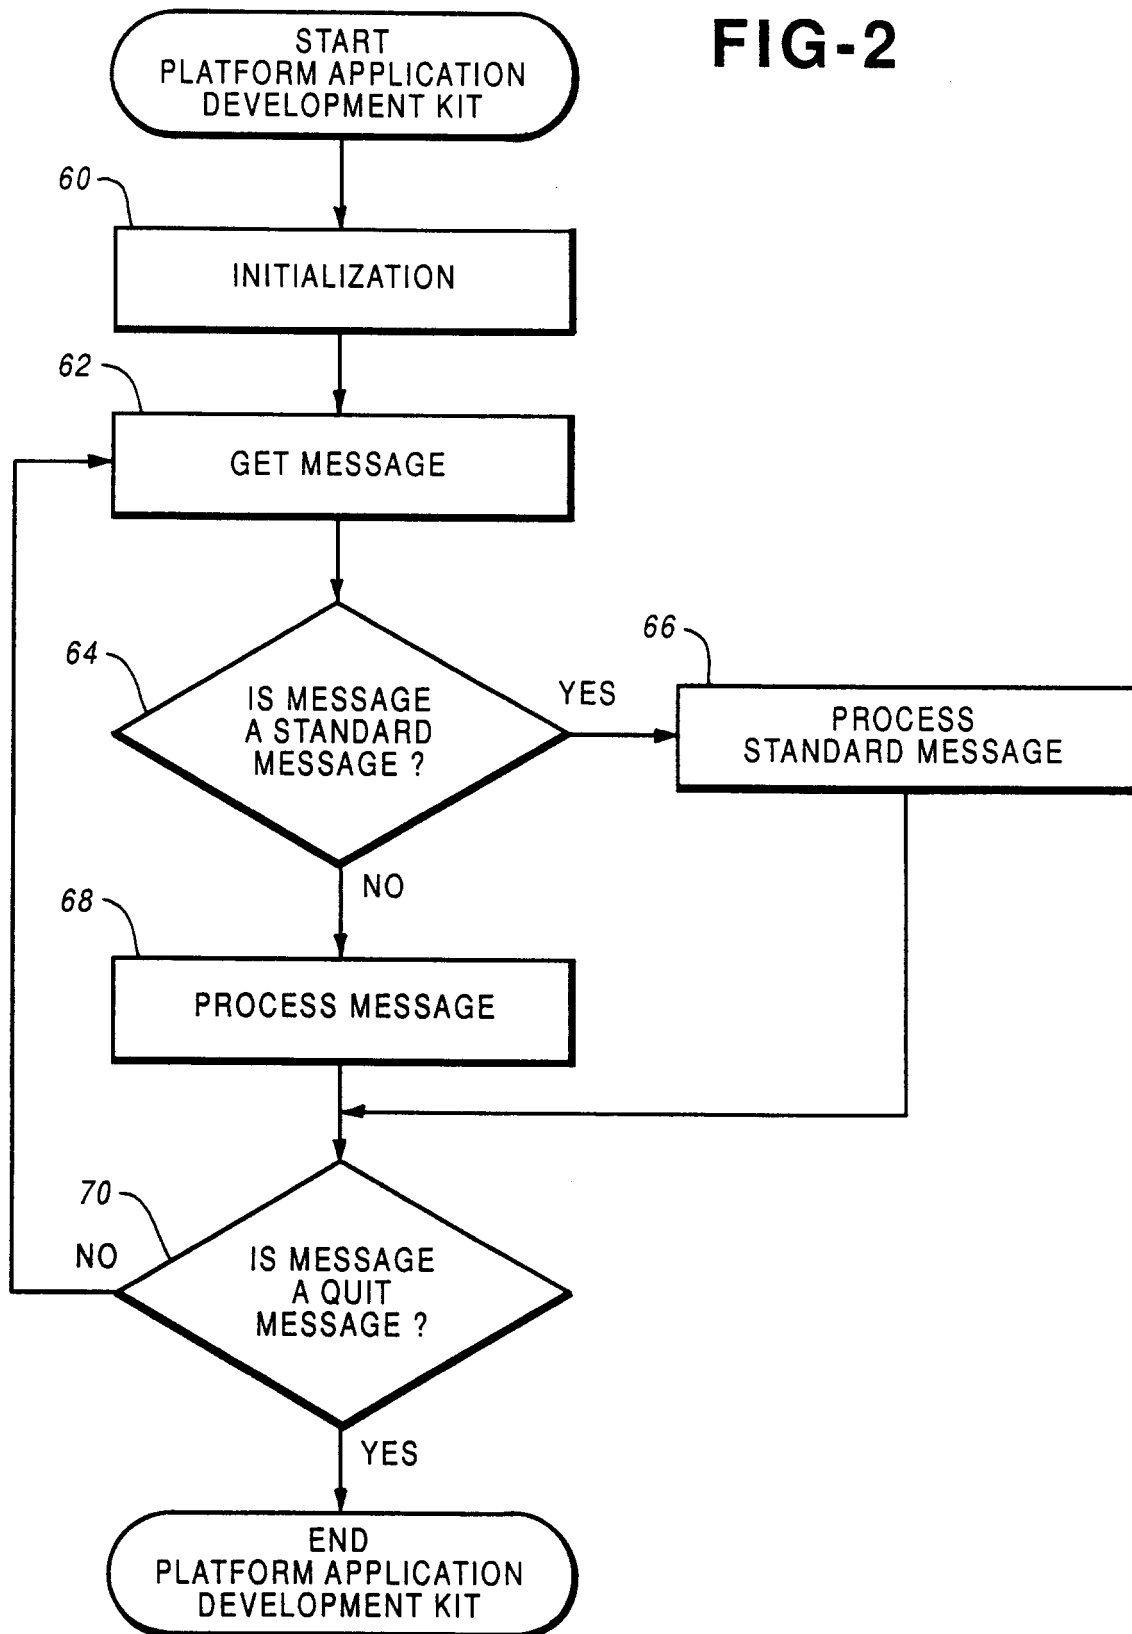 FIG-2
START
PLATFORM APPLICATION
DEVELOPMENT KIT
60
INITIALIZATION
62
GET MESSAGE
64
IS MESSAGE
A STANDARD
MESSAGE ?
YES
66
PROCESS
STANDARD MESSAGE
NO
68
PROCESS MESSAGE
70
NO
IS MESSAGE
A QUIT
MESSAGE ?
YES
END
PLATFORM APPLICATION
DEVELOPMENT KIT